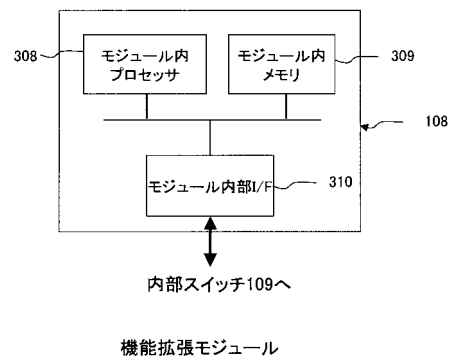 308
モジュール内
プロセッサ
モジュール内
メモリ
309
108
モジュール内部I/F
310
内部スイッチ109へ
機能拡張モジュール